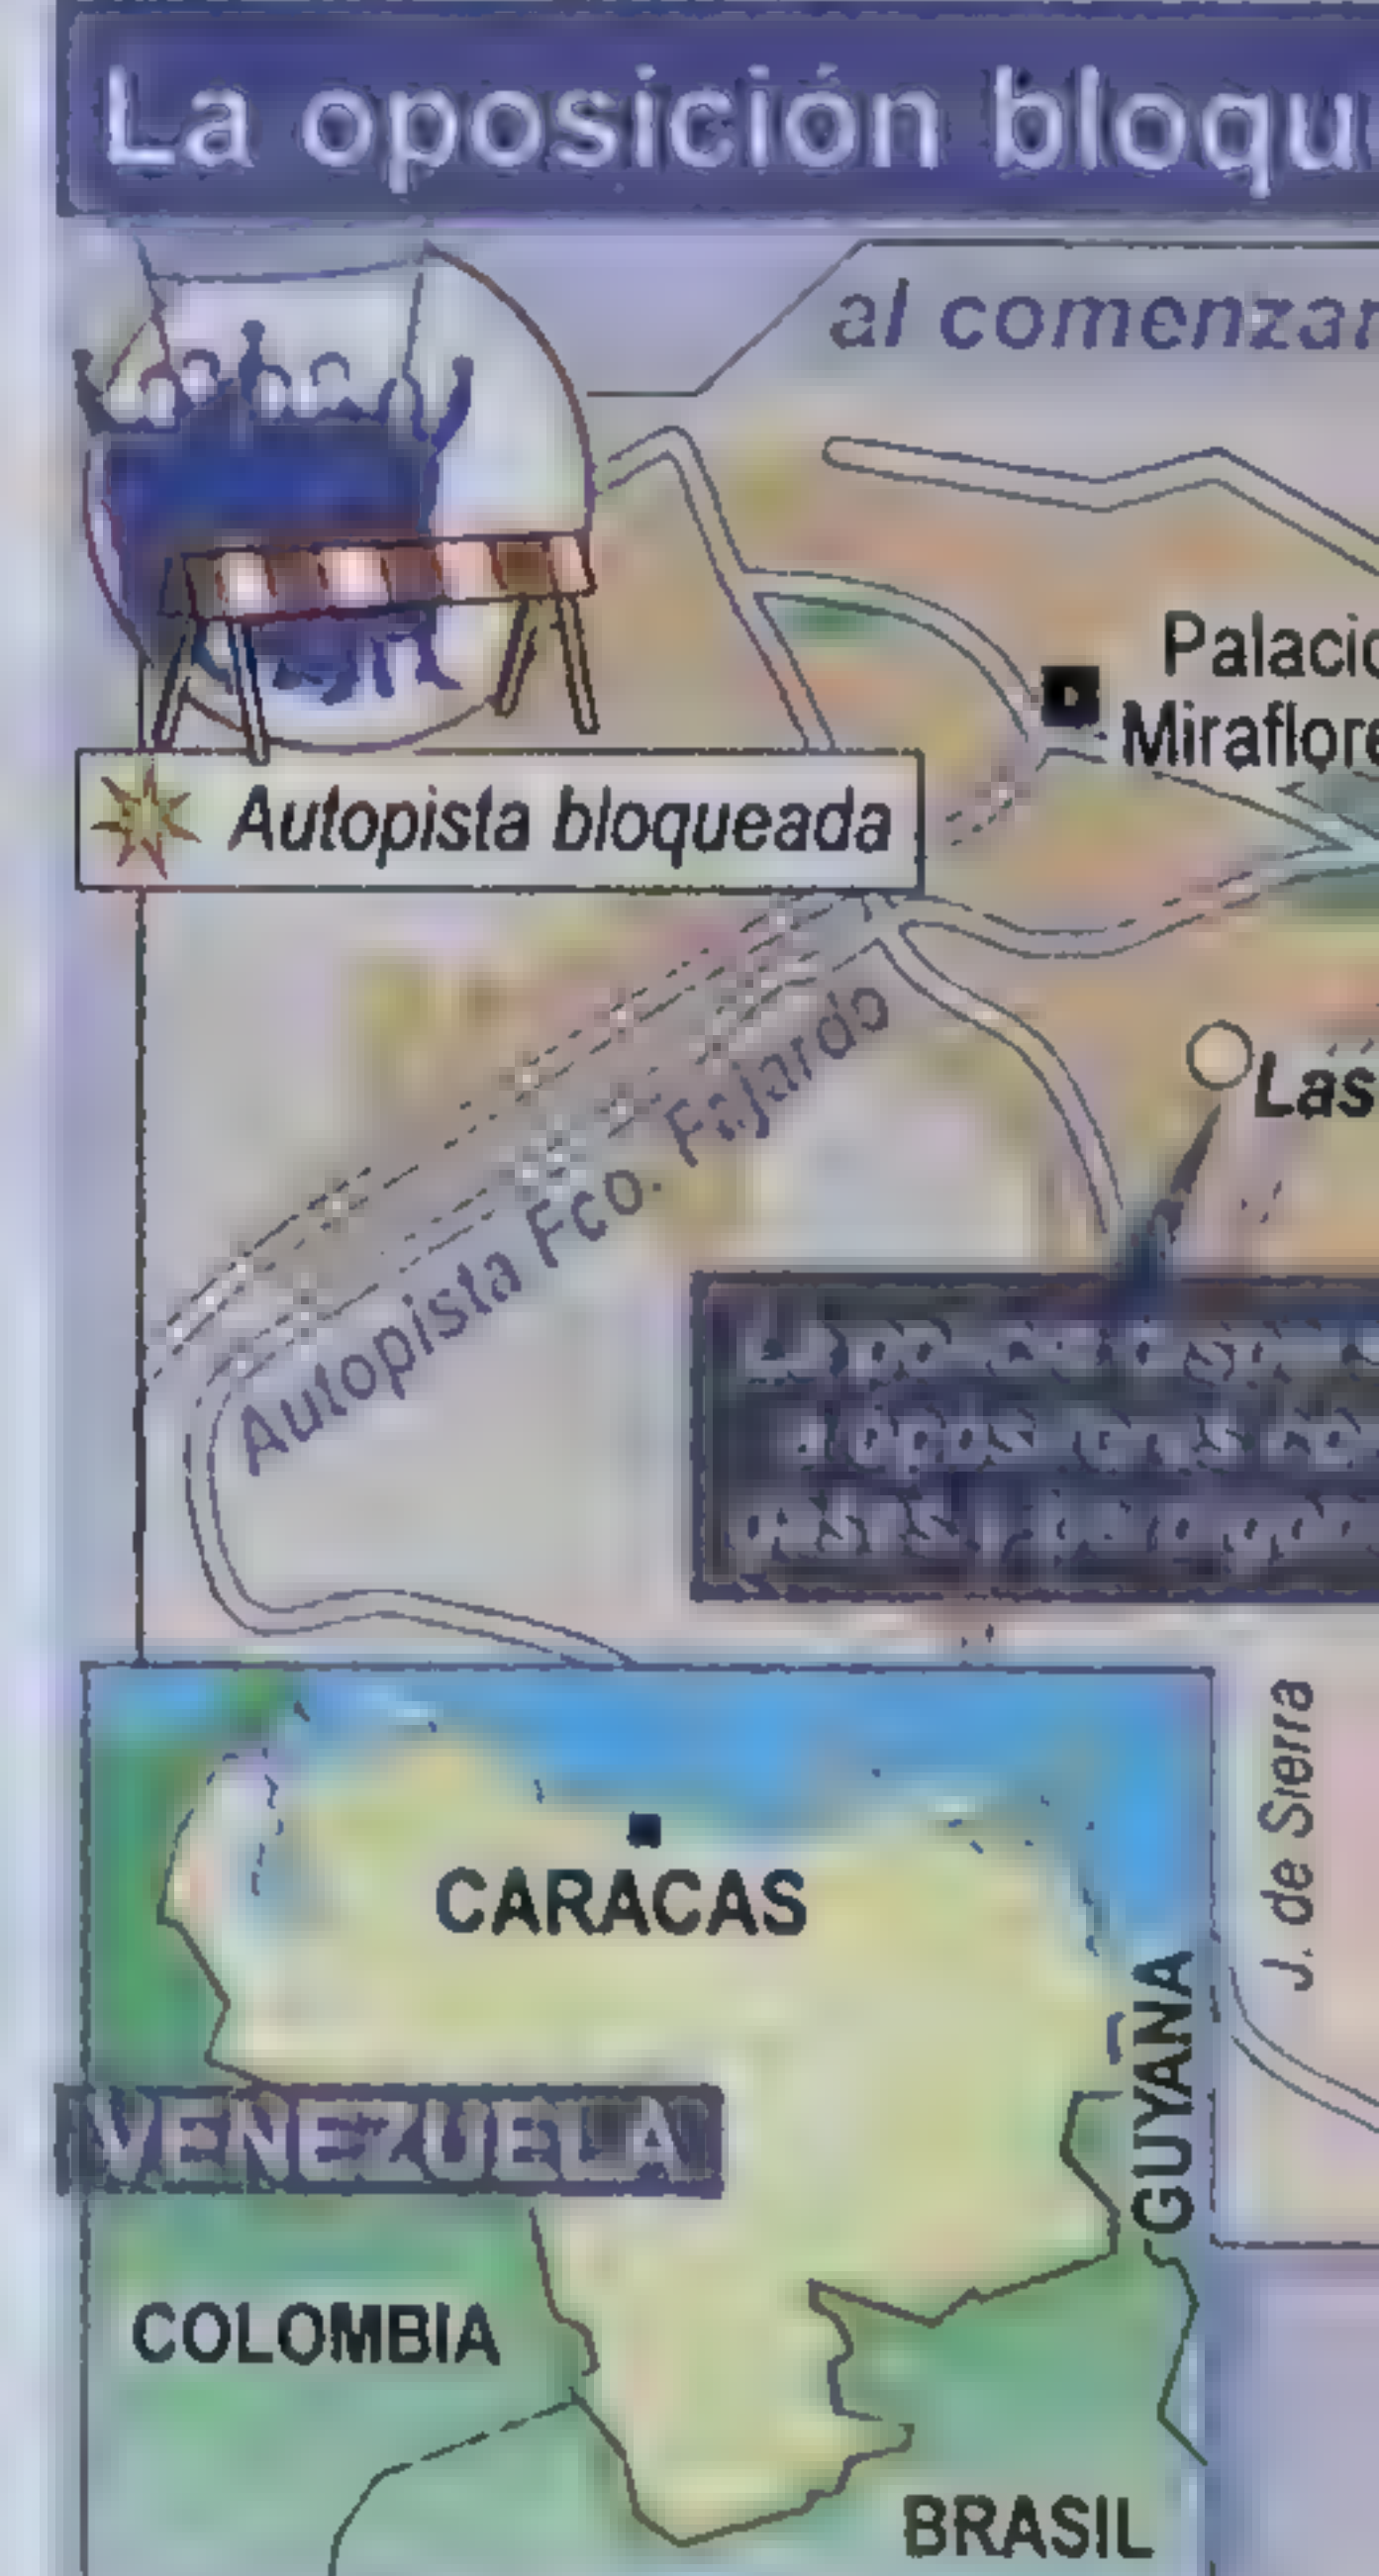 La oposición bloqu
al comenzar
Palacio
Miraflore
Autopista bloqueada
Las
Autopista Fco. Fajardo
J. de Sierra
CARACAS
GUYANA
VENEZUELA
COLOMBIA
BRASIL